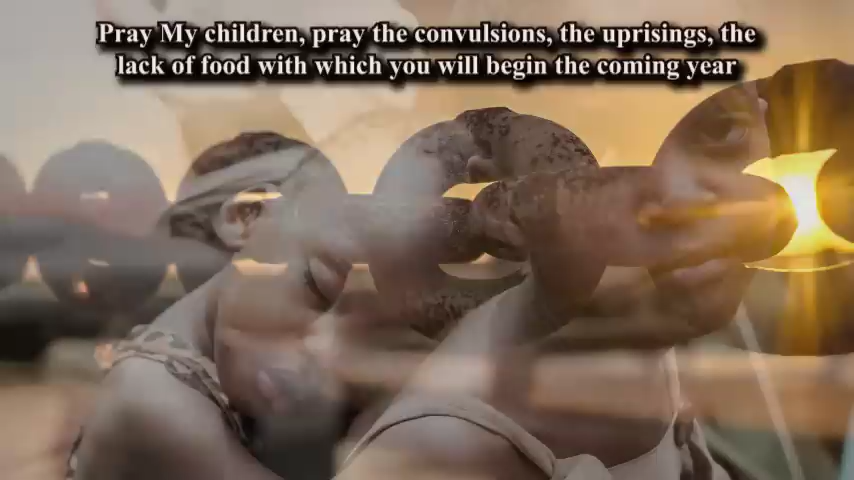 Pray My children, pray the convulsions, the uprisings, the
lack of food with which you will begin the coming year